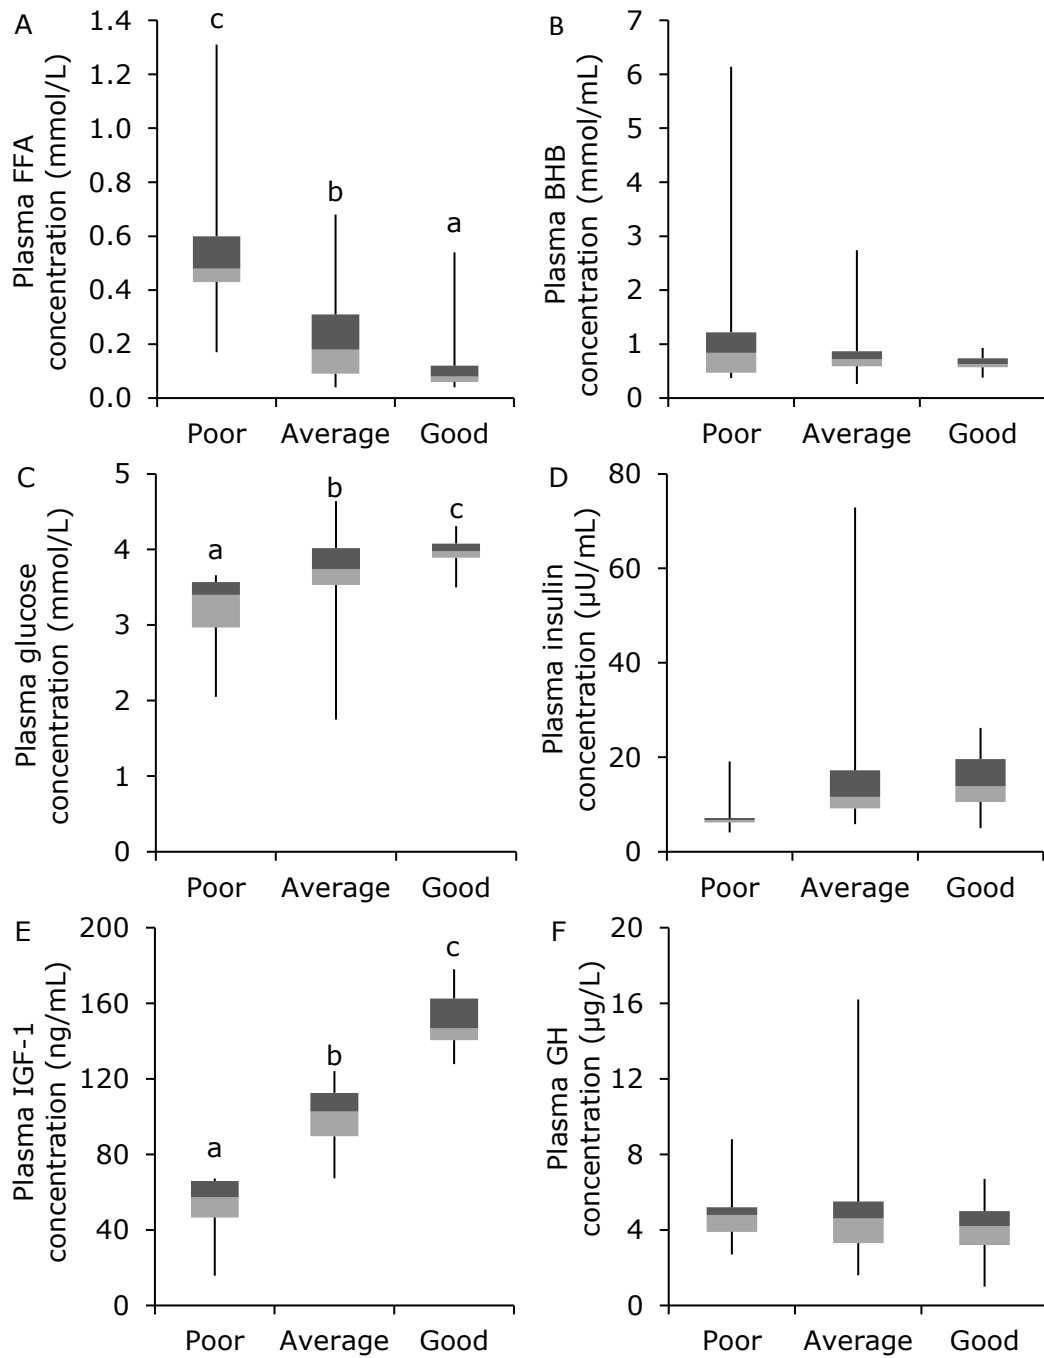 A
Plasma FFA
concentration (mmol/L)
1.4
1.2
1.0
0.8
0.6
0.4
0.2
0.0
c
b
a
Poor Average Good
B
Plasma BHB
concentration (mmol/mL)
7
6
5
4
3
2
1
0
Poor Average Good
C
Plasma glucose
concentration (mmol/L)
5
4
3
2
1
0
a
b
c
Poor Average Good
D
Plasma insulin
concentration (µU/mL)
80
60
40
20
0
Poor Average Good
E
Plasma IGF-1
concentration (ng/mL)
200
160
120
80
40
0
a
b
c
Poor Average Good
F
Plasma GH
concentration (µg/L)
20
16
12
8
4
0
Poor Average Good